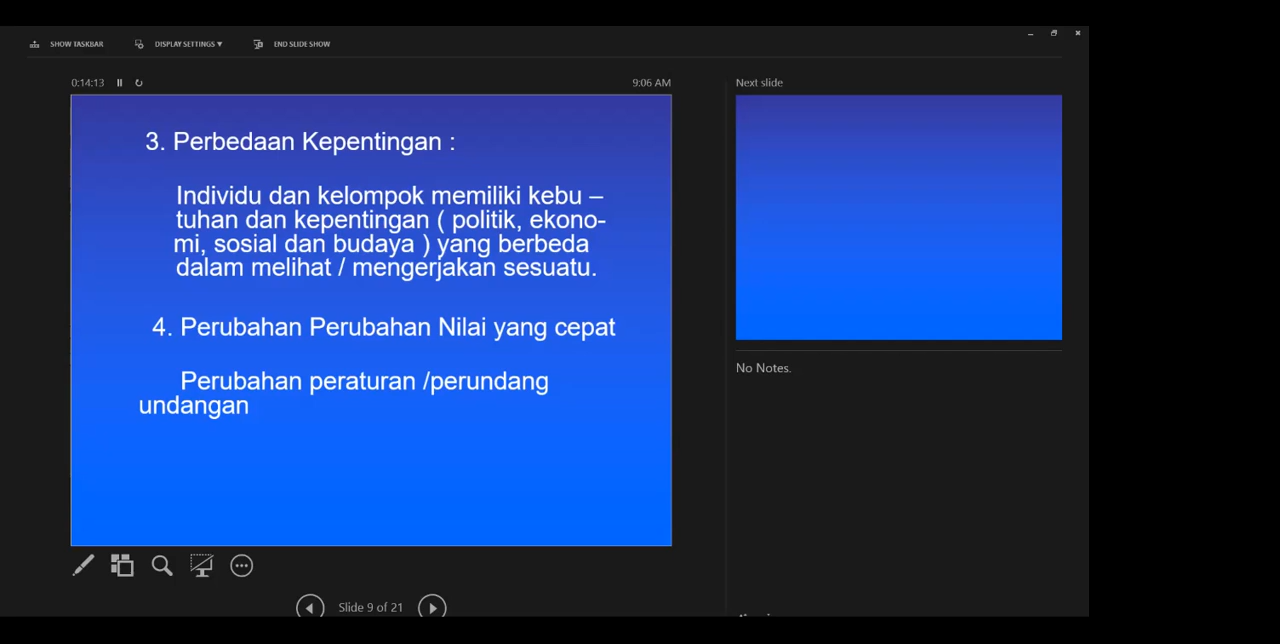 SHOW TASKBAR
DISPLAY SETTINGS ▾
END SLIDE SHOW
0:14:13
9:06 AM
3. Perbedaan Kepentingan :
Individu dan kelompok memiliki kebu –
tuhan dan kepentingan ( politik, ekono-
mi, sosial dan budaya ) yang berbeda
dalam melihat / mengerjakan sesuatu.
4. Perubahan Perubahan Nilai yang cepat
Perubahan peraturan /perundang
undangan
Slide 9 of 21
Next slide
No Notes.